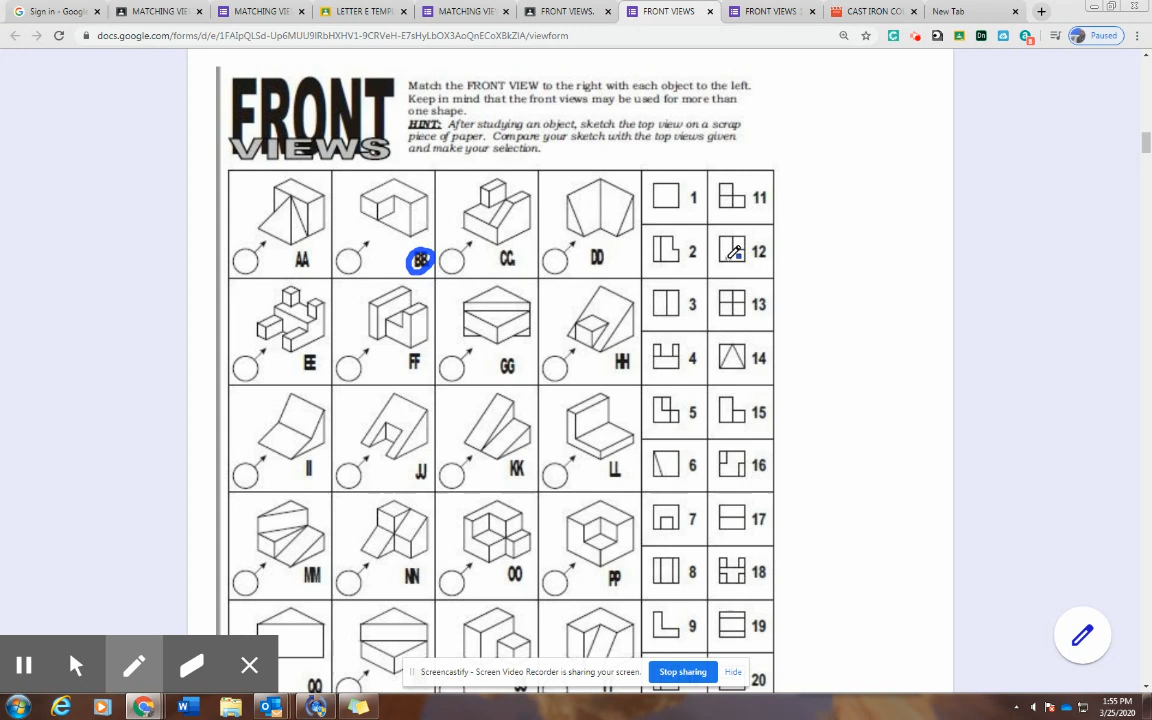 Sign in - Google
MATCHING VIE
MATCHING VIE
LETTER E TEMPL
MATCHING VIE
FRONT VIEWS.
FRONT VIEWS
FRONT VIEWS
CAST IRON CO
New Tab
docs.google.com/forms/d/e/1FAIpQLSd-Up6MUU9IRbHXHV1-9CRVeH-E7sHyLbOX3AoQnECoXBkZlA/viewform
Paused
FRONT
VIEWS
Match the FRONT VIEW to the right with each object to the left.
Keep in mind that the front views may be used for more than
one shape.
HINT: After studying an object, sketch the top view on a scrap
piece of paper. Compare your sketch with the top views given
and make your selection.
AA
BB
CC
DD
1
11
2
12
EE
FF
GG
HH
3
13
4
14
II
JJ
KK
LL
5
15
6
16
MM
NN
OO
PP
7
17
8
18
QQ
9
19
20
Screencastify - Screen Video Recorder is sharing your screen.
Stop sharing
Hide
1:55 PM
3/25/2020